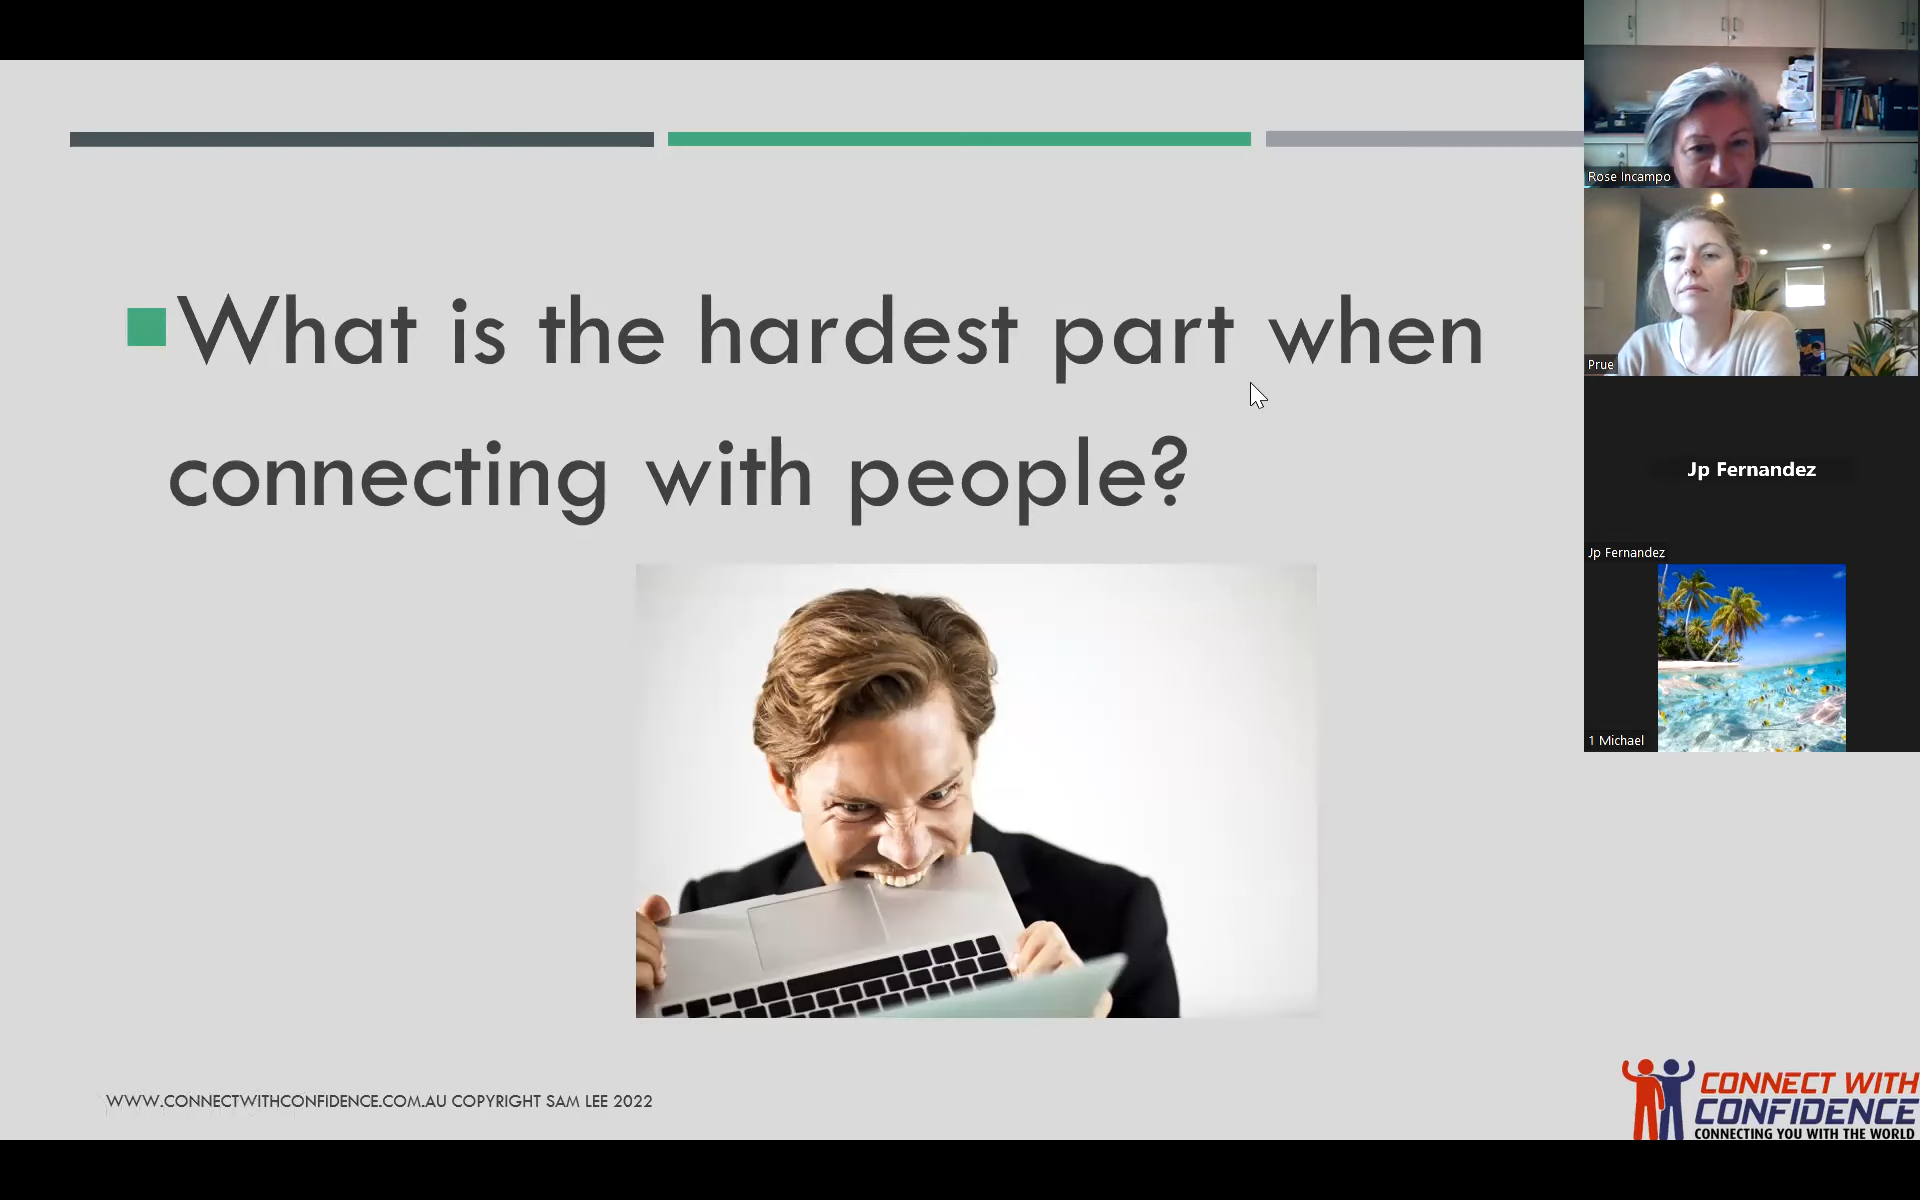 What is the hardest part when
connecting with people?
WWW.CONNECTWITHCONFIDENCE.COM.AU COPYRIGHT SAM LEE 2022
Rose Incampo
Prue
Jp Fernandez
Jp Fernandez
1 Michael
CONNECT WITH
CONFIDENCE
CONNECTING YOU WITH THE WORLD